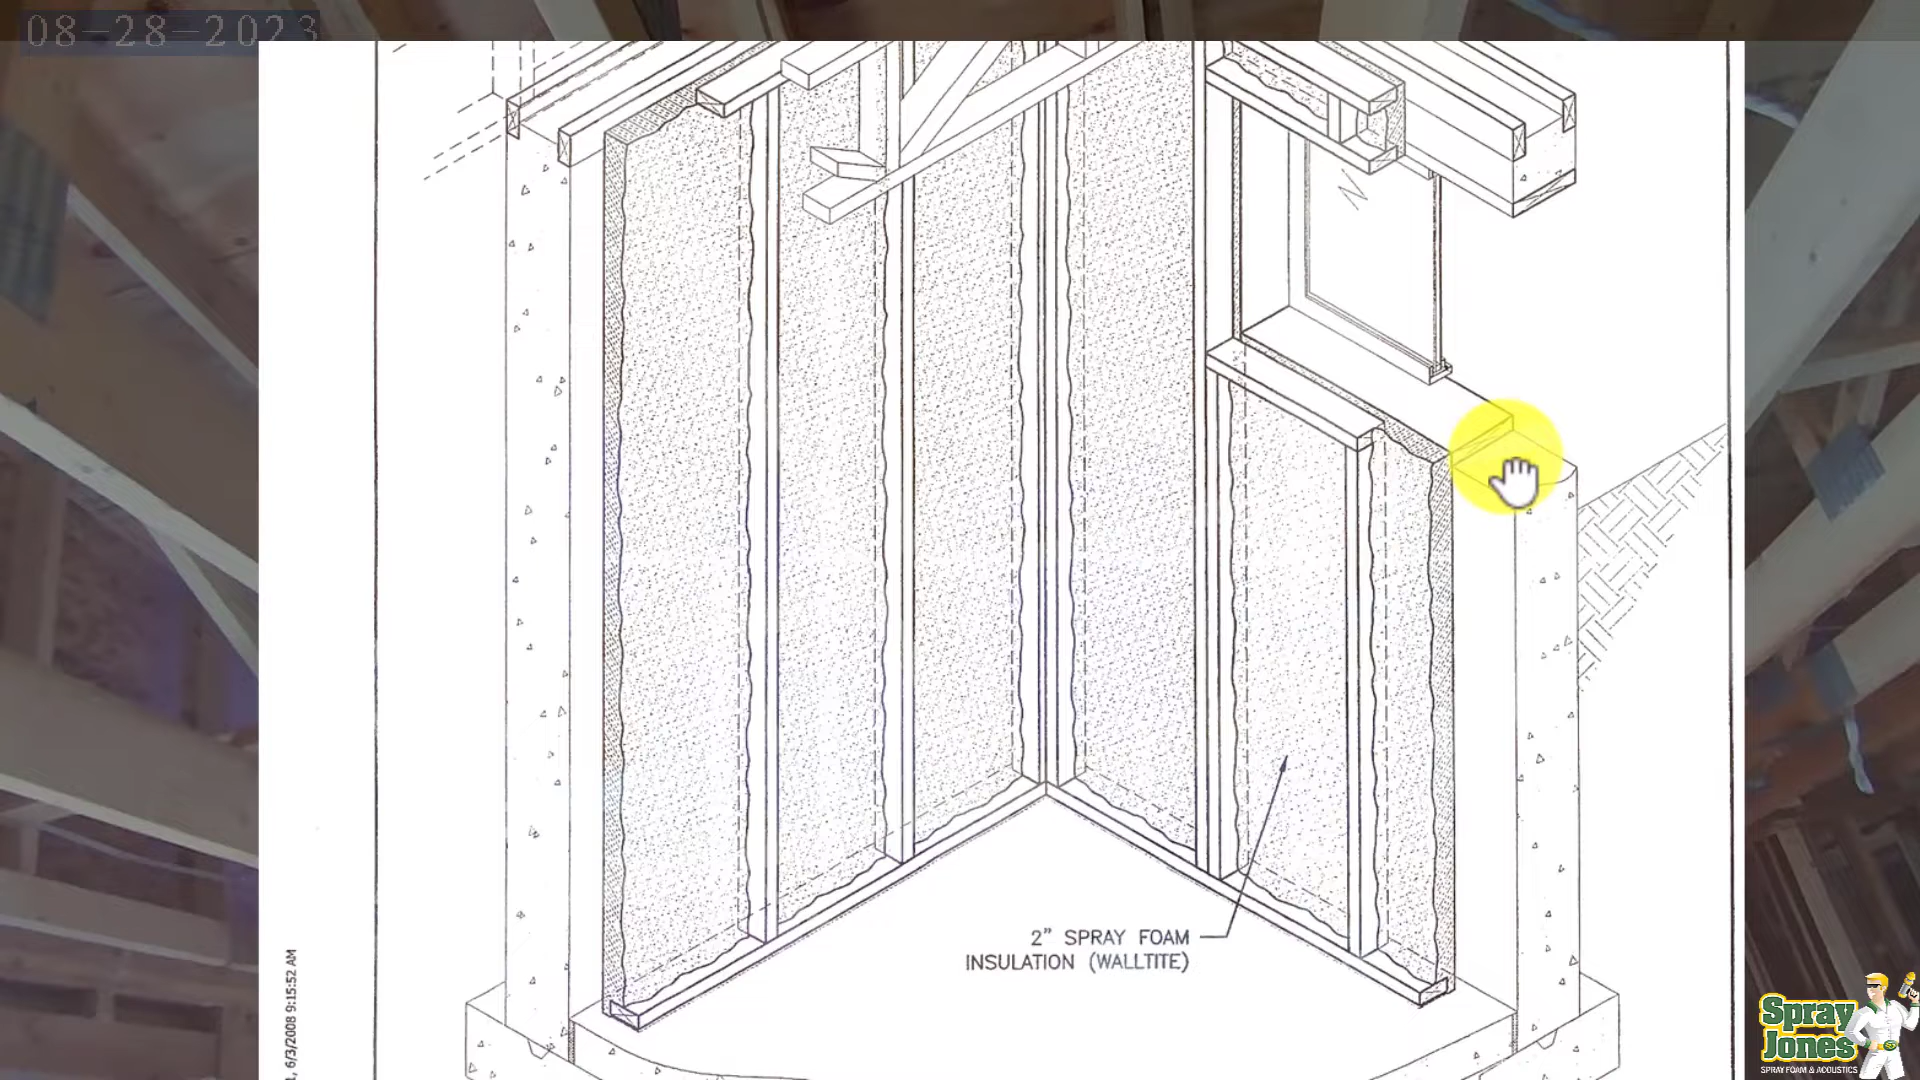 08-28-2023
2" SPRAY FOAM
INSULATION (WALLTITE)
6/3/2008 9:15:52 AM
Spray
Jones
SPRAY FOAM & ACOUSTICS